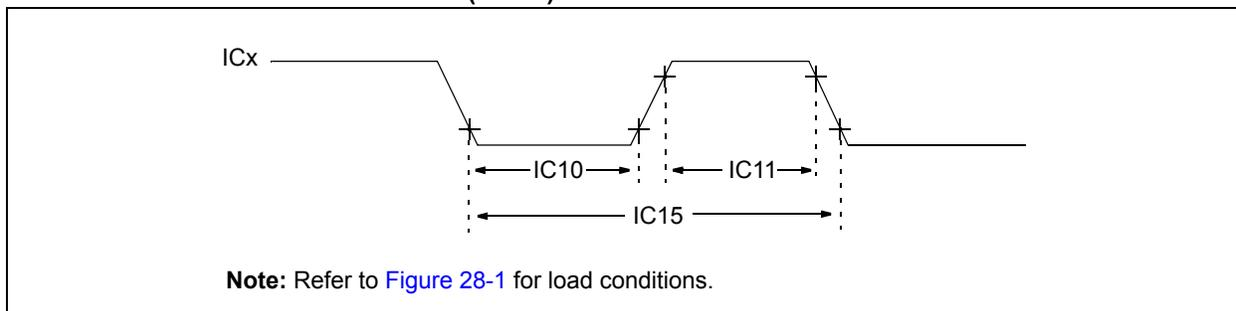 ICx
IC10
IC11
IC15
Note: Refer to Figure 28-1 for load conditions.